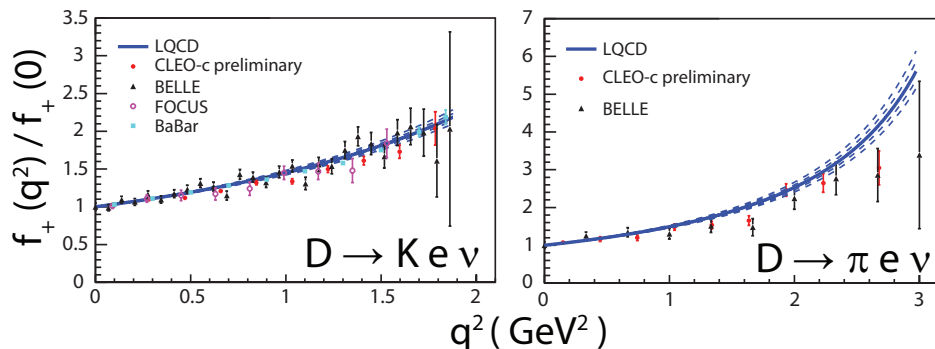 f+ (q²) / f+ (0)
3.5
3
2.5
2
1.5
1
0.5
0
0.5
1
1.5
2
LQCD
CLEO-c preliminary
BELLE
FOCUS
BaBar
D → K e ν
7
6
5
4
3
2
1
0
0
1
2
3
LQCD
CLEO-c preliminary
BELLE
D → π e ν
q² ( GeV² )